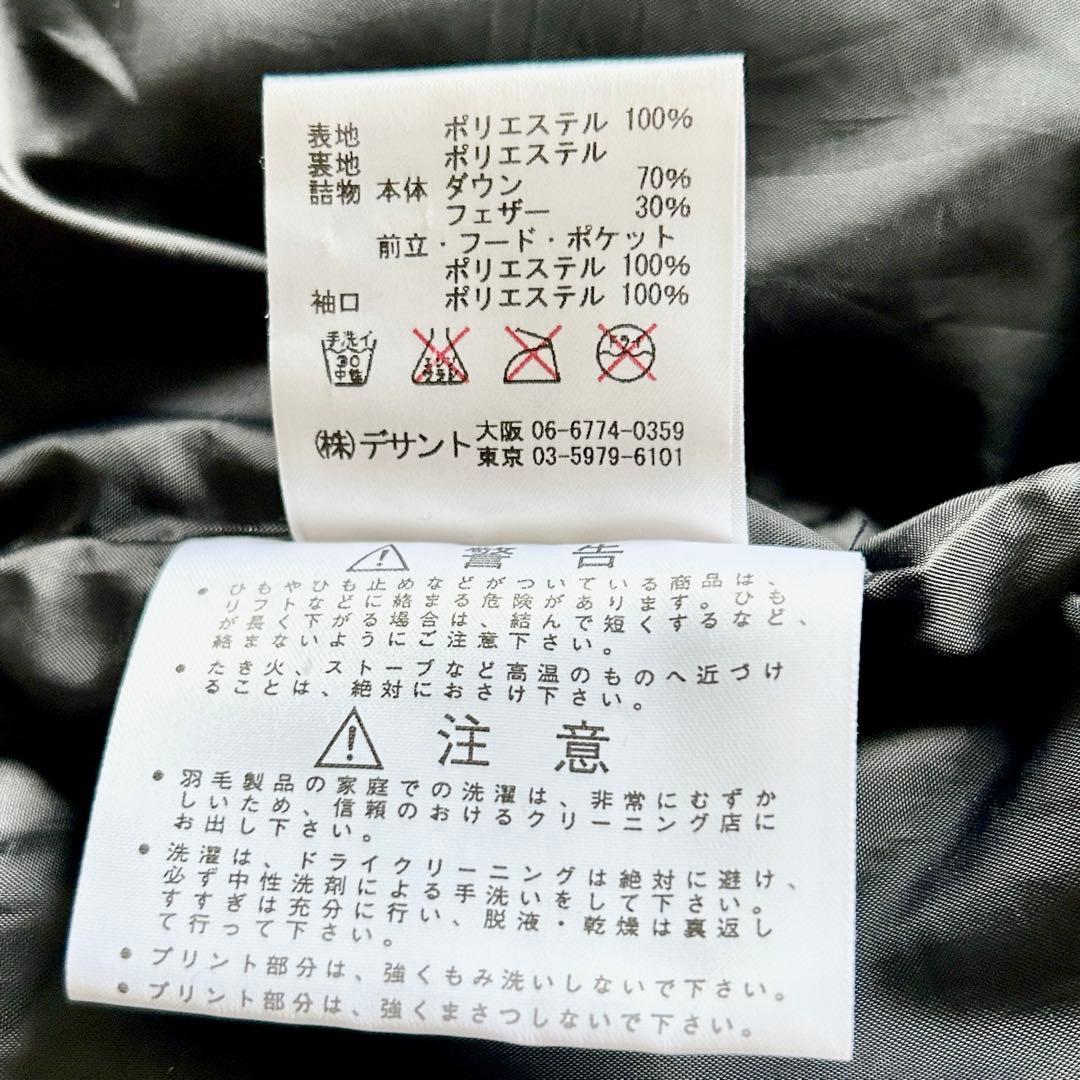 表地 ポリエステル 100%
裏地 ポリエステル
詰物 本体 ダウン 70%
フェザー 30%
前立・フード・ポケット
ポリエステル 100%
袖口 ポリエステル 100%
手洗イ
30
中性
エンソ
サラシ
ドライ
㈱デサント 大阪 06-6774-0359
東京 03-5979-6101
警告
• ひもやひも止めなどがついている商品は、
リフトなどに絡まる危険があります。ひも
が長く下がる場合は、結んで短くするなど、
絡まないようにご注意下さい。
• たき火、ストーブなど高温のものへ近づけ
ることは、絶対におさけ下さい。
注意
• 羽毛製品の家庭での洗濯は、非常にむずか
しいため、信頼のおけるクリーニング店に
お出し下さい。
• 洗濯は、ドライクリーニングは絶対に避け、
必ず中性洗剤による手洗いをして下さい。
すすぎは充分に行い、脱液・乾燥は裏返し
て行って下さい。
• プリント部分は、強くもみ洗いしないで下さい。
• プリント部分は、強くまさつしないで下さい。